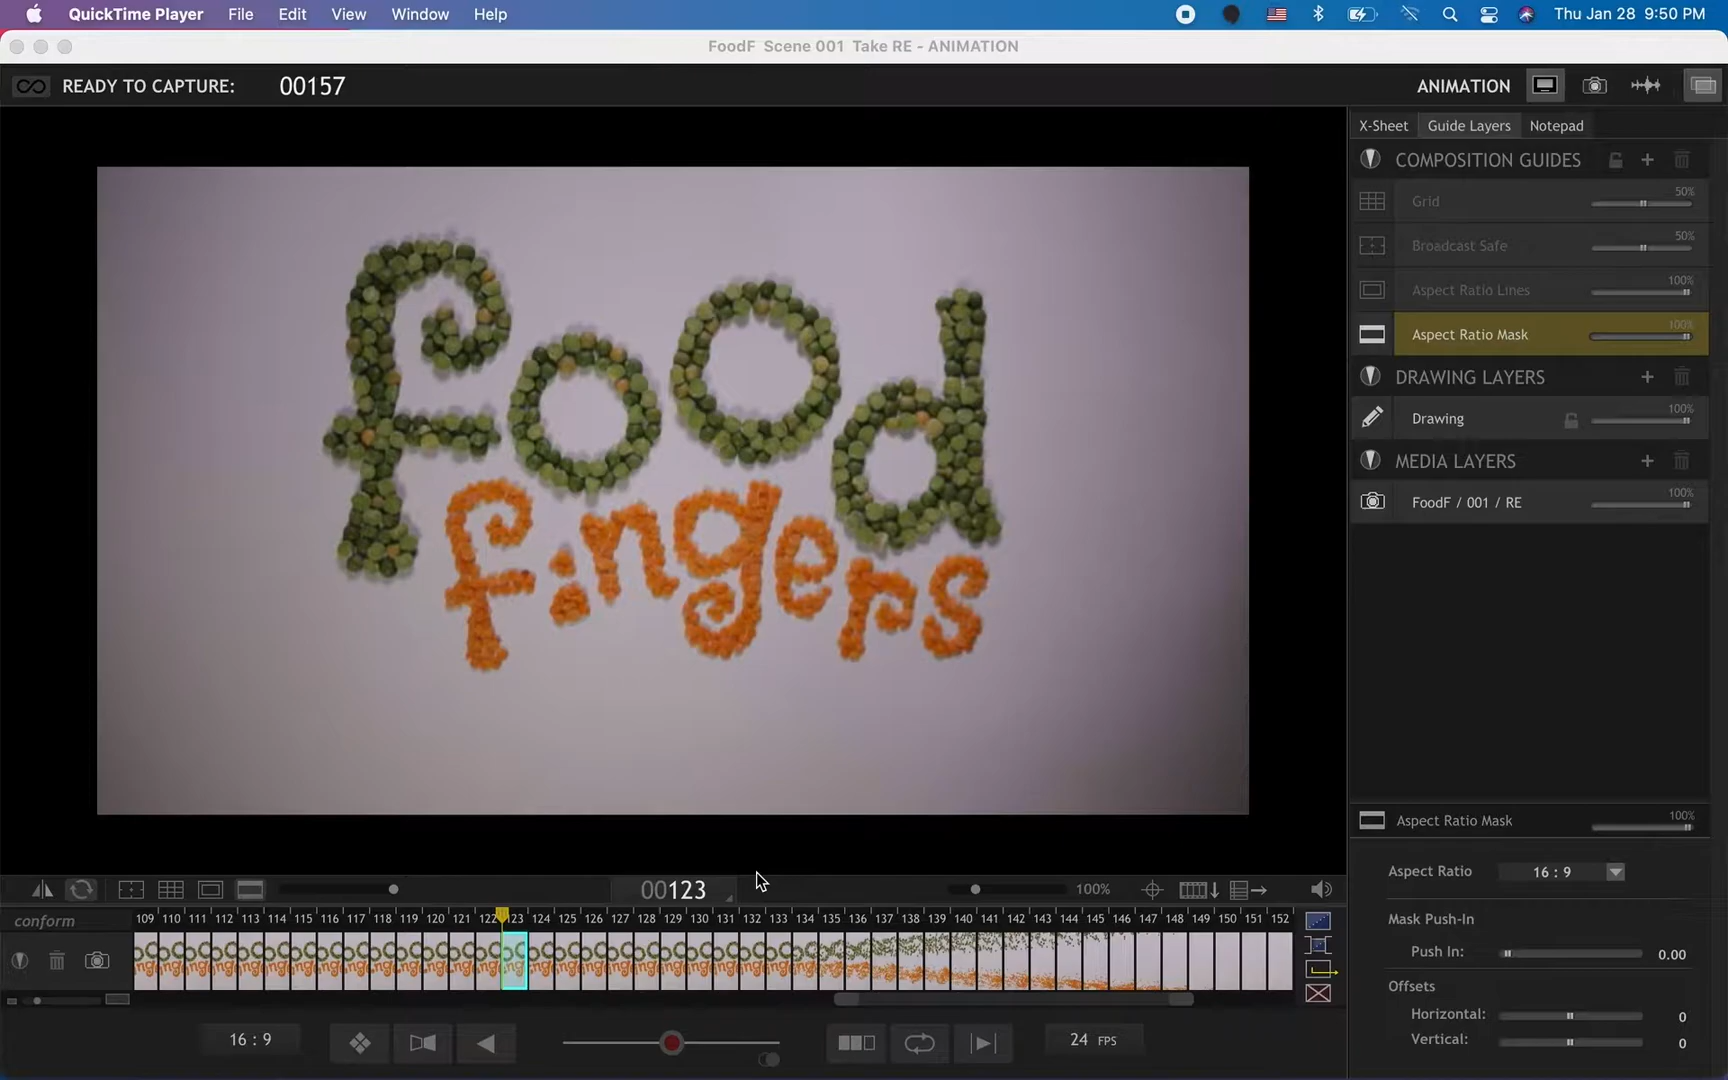 QuickTime Player File Edit View Window Help Thu Jan 28 9:50 PM
FoodF Scene 001 Take RE - ANIMATION
READY TO CAPTURE: 00157 ANIMATION
X-Sheet Guide Layers Notepad
COMPOSITION GUIDES
Grid 50%
Broadcast Safe 50%
Aspect Ratio Lines 100%
Aspect Ratio Mask 100%
DRAWING LAYERS
Drawing 100%
MEDIA LAYERS
FoodF / 001 / RE 100%
food
fingers
Aspect Ratio Mask 100%
Aspect Ratio 16 : 9
Mask Push-In
Push In: 0.00
Offsets
Horizontal: 0
Vertical: 0
00123 100%
conform 109 110 111 112 113 114 115 116 117 118 119 120 121 122 123 124 125 126 127 128 129 130 131 132 133 134 135 136 137 138 139 140 141 142 143 144 145 146 147 148 149 150 151 152
16 : 9 24 FPS